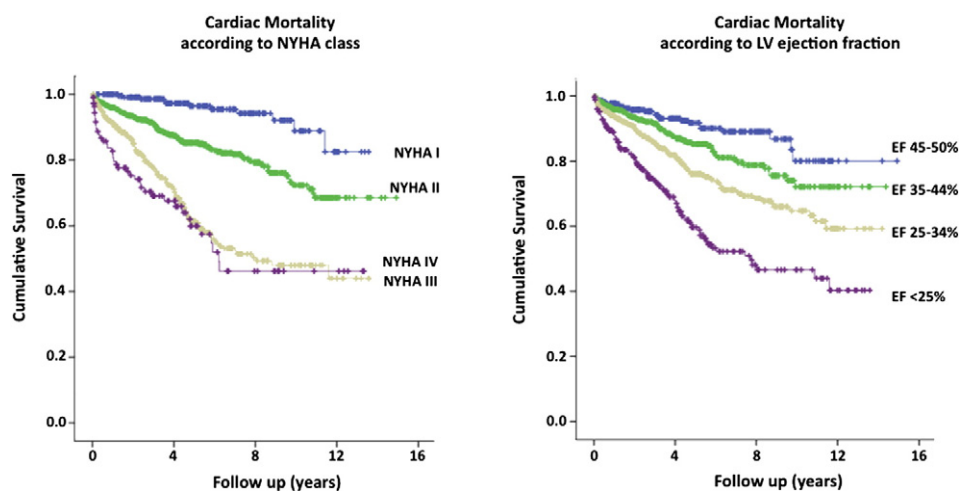 Cardiac Mortality
according to NYHA class
Cumulative Survival
1.0
0.8
0.6
0.4
0.2
0.0
NYHA I
NYHA II
NYHA IV
NYHA III
0 4 8 12 16
Follow up (years)
Cardiac Mortality
according to LV ejection fraction
Cumulative Survival
1.0
0.8
0.6
0.4
0.2
0.0
EF 45-50%
EF 35-44%
EF 25-34%
EF <25%
0 4 8 12 16
Follow up (years)